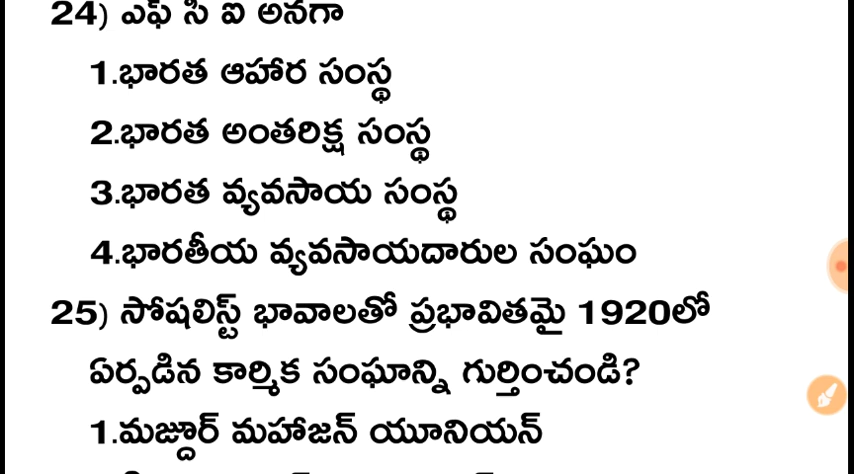 24) ఎఫ్ సి ఐ అనగా
1.భారత ఆహార సంస్థ
2.భారత అంతరిక్ష సంస్థ
3.భారత వ్యవసాయ సంస్థ
4.భారతీయ వ్యవసాయదారుల సంఘం
25) సోషలిస్ట్ భావాలతో ప్రభావితమై 1920లో
ఏర్పడిన కార్మిక సంఘాన్ని గుర్తించండి?
1.మజ్దూర్ మహాజన్ యూనియన్